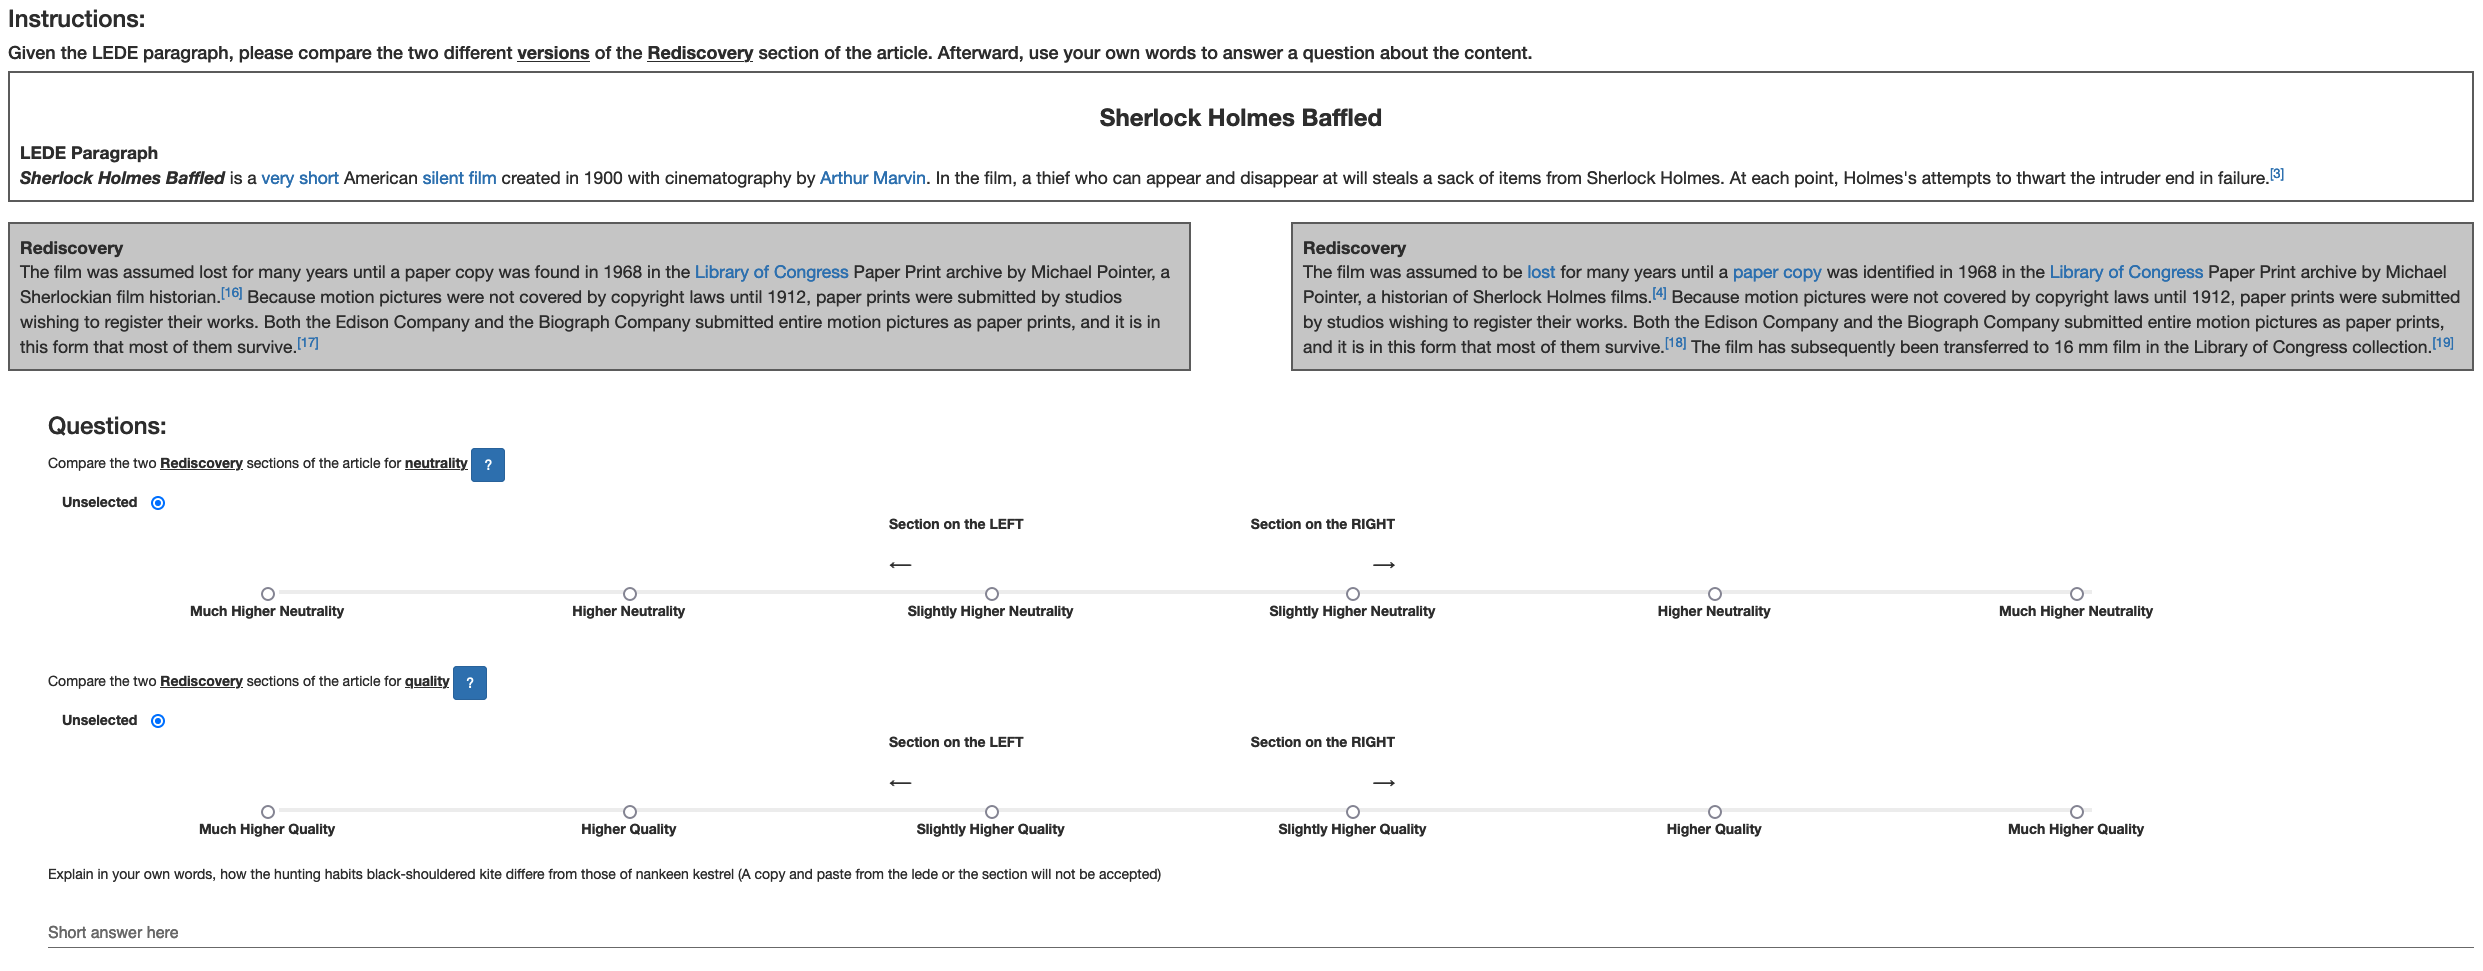 Instructions:
Given the LEDE paragraph, please compare the two different versions of the Rediscovery section of the article. Afterward, use your own words to answer a question about the content.
Sherlock Holmes Baffled
LEDE Paragraph
Sherlock Holmes Baffled is a very short American silent film created in 1900 with cinematography by Arthur Marvin. In the film, a thief who can appear and disappear at will steals a sack of items from Sherlock Holmes. At each point, Holmes's attempts to thwart the intruder end in failure.[3]
Rediscovery
The film was assumed lost for many years until a paper copy was found in 1968 in the Library of Congress Paper Print archive by Michael Pointer, a
Sherlockian film historian.[16] Because motion pictures were not covered by copyright laws until 1912, paper prints were submitted by studios
wishing to register their works. Both the Edison Company and the Biograph Company submitted entire motion pictures as paper prints, and it is in
this form that most of them survive.[17]
Rediscovery
The film was assumed to be lost for many years until a paper copy was identified in 1968 in the Library of Congress Paper Print archive by Michael
Pointer, a historian of Sherlock Holmes films.[4] Because motion pictures were not covered by copyright laws until 1912, paper prints were submitted
by studios wishing to register their works. Both the Edison Company and the Biograph Company submitted entire motion pictures as paper prints,
and it is in this form that most of them survive.[18] The film has subsequently been transferred to 16 mm film in the Library of Congress collection.[19]
Questions:
Compare the two Rediscovery sections of the article for neutrality ?
Unselected
Section on the LEFT Section on the RIGHT
← →
Much Higher Neutrality Higher Neutrality Slightly Higher Neutrality Slightly Higher Neutrality Higher Neutrality Much Higher Neutrality
Compare the two Rediscovery sections of the article for quality ?
Unselected
Section on the LEFT Section on the RIGHT
← →
Much Higher Quality Higher Quality Slightly Higher Quality Slightly Higher Quality Higher Quality Much Higher Quality
Explain in your own words, how the hunting habits black-shouldered kite differe from those of nankeen kestrel (A copy and paste from the lede or the section will not be accepted)
Short answer here